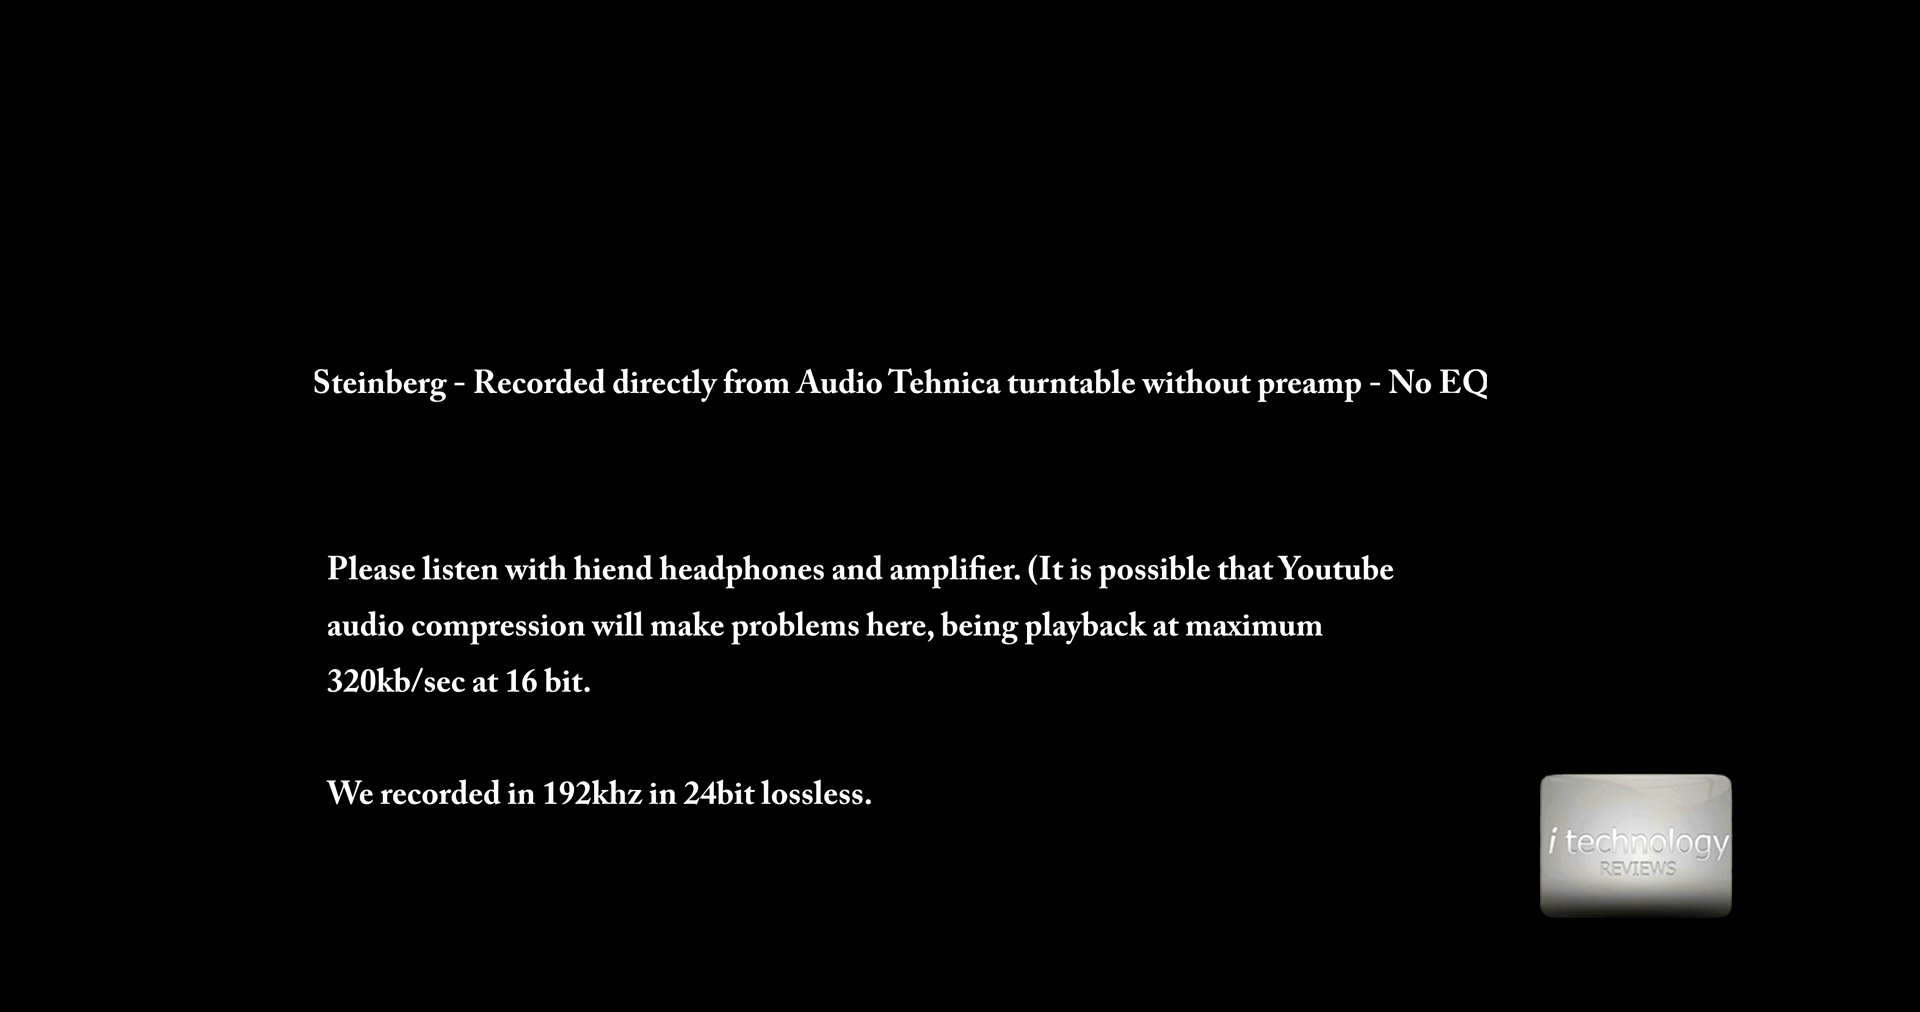 Steinberg - Recorded directly from Audio Tehnica turntable without preamp - No EQ
Please listen with hiend headphones and amplifier. (It is possible that Youtube
audio compression will make problems here, being playback at maximum
320kb/sec at 16 bit.
We recorded in 192khz in 24bit lossless.
i technology
REVIEWS